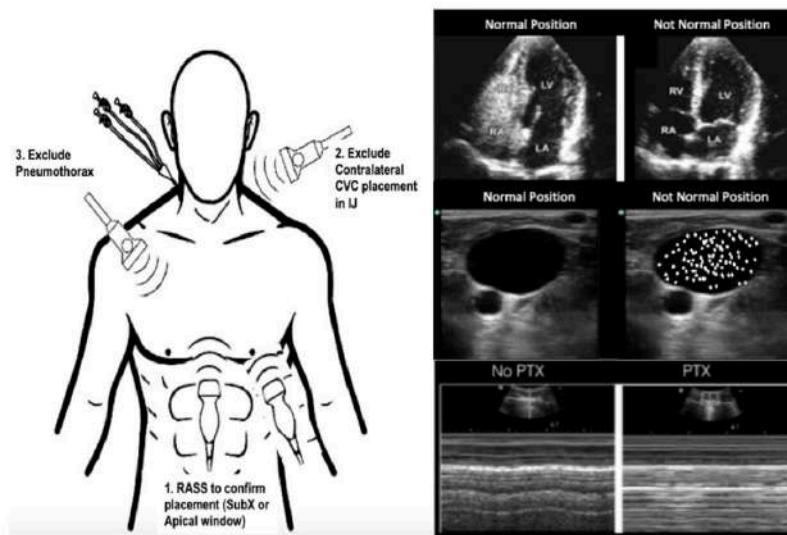 3. Exclude
Pneumothorax
2. Exclude
Contralateral
CVC placement
in IJ
1. RASS to confirm
placement (SubX or
Apical window)
Normal Position
Not Normal Position
LV
RA
LA
RV
LV
RA
LA
Normal Position
Not Normal Position
No PTX
PTX